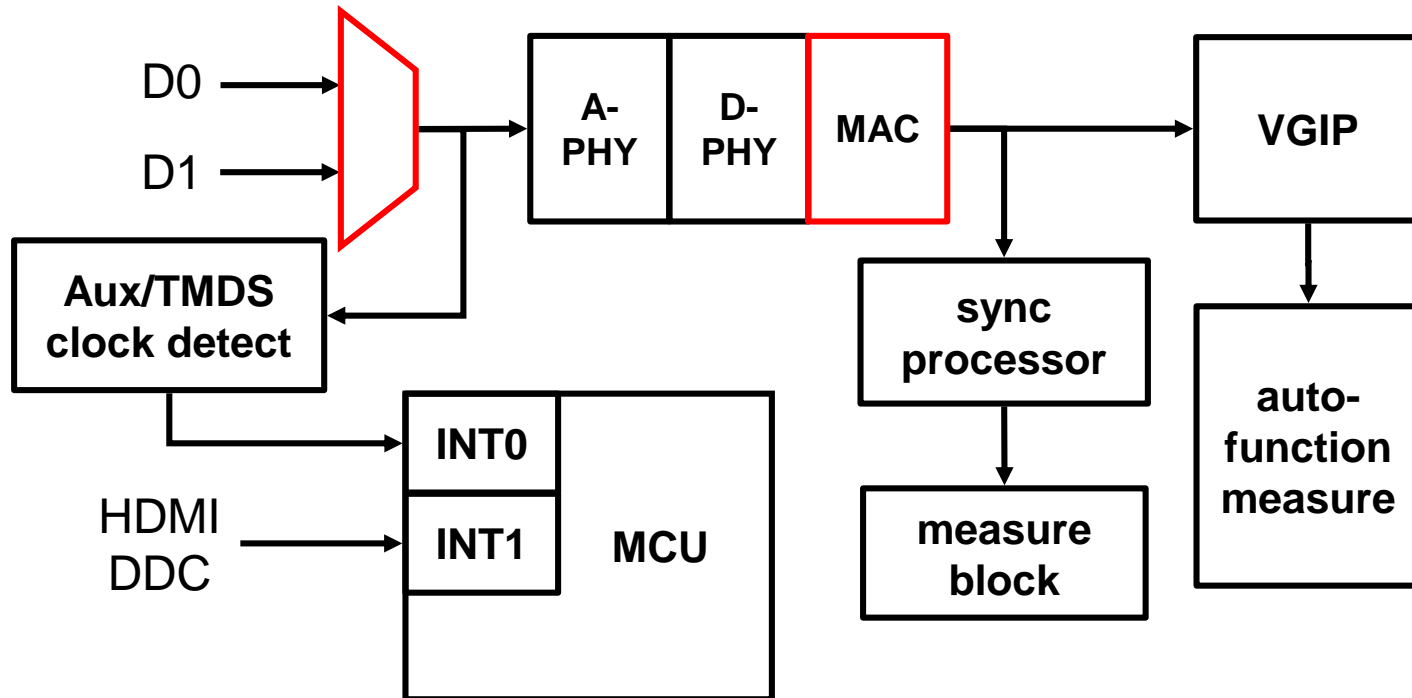 D0
D1
A-
PHY
D-
PHY
MAC
VGIP
Aux/TMDS
clock detect
sync
processor
auto-
function
measure
INT0
INT1
MCU
HDMI
DDC
measure
block